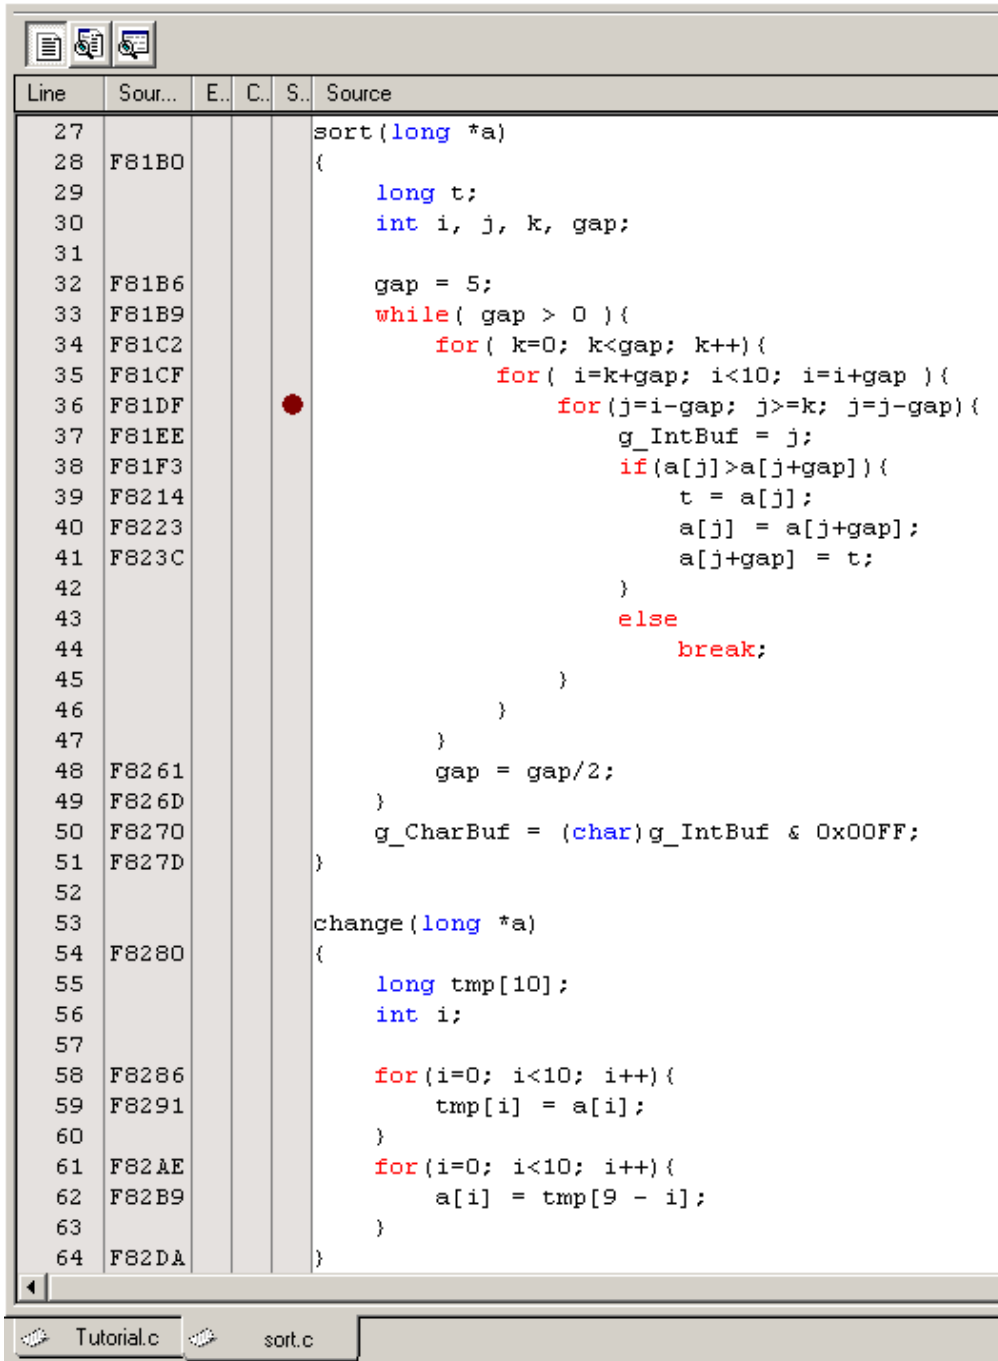 Line Sour... E.. C.. S.. Source
27 sort(long *a)
28 F81B0 {
29 long t;
30 int i, j, k, gap;
31
32 F81B6 gap = 5;
33 F81B9 while( gap > 0 ){
34 F81C2 for( k=0; k<gap; k++){
35 F81CF for( i=k+gap; i<10; i=i+gap ){
36 F81DF for(j=i-gap; j>=k; j=j-gap){
37 F81EE g_IntBuf = j;
38 F81F3 if(a[j]>a[j+gap]){
39 F8214 t = a[j];
40 F8223 a[j] = a[j+gap];
41 F823C a[j+gap] = t;
42 }
43 else
44 break;
45 }
46 }
47 }
48 F8261 gap = gap/2;
49 F826D }
50 F8270 g_CharBuf = (char)g_IntBuf & 0x00FF;
51 F827D }
52
53 change(long *a)
54 F8280 {
55 long tmp[10];
56 int i;
57
58 F8286 for(i=0; i<10; i++){
59 F8291 tmp[i] = a[i];
60 }
61 F82AE for(i=0; i<10; i++){
62 F82B9 a[i] = tmp[9 - i];
63 }
64 F82DA }
Tutorial.c sort.c